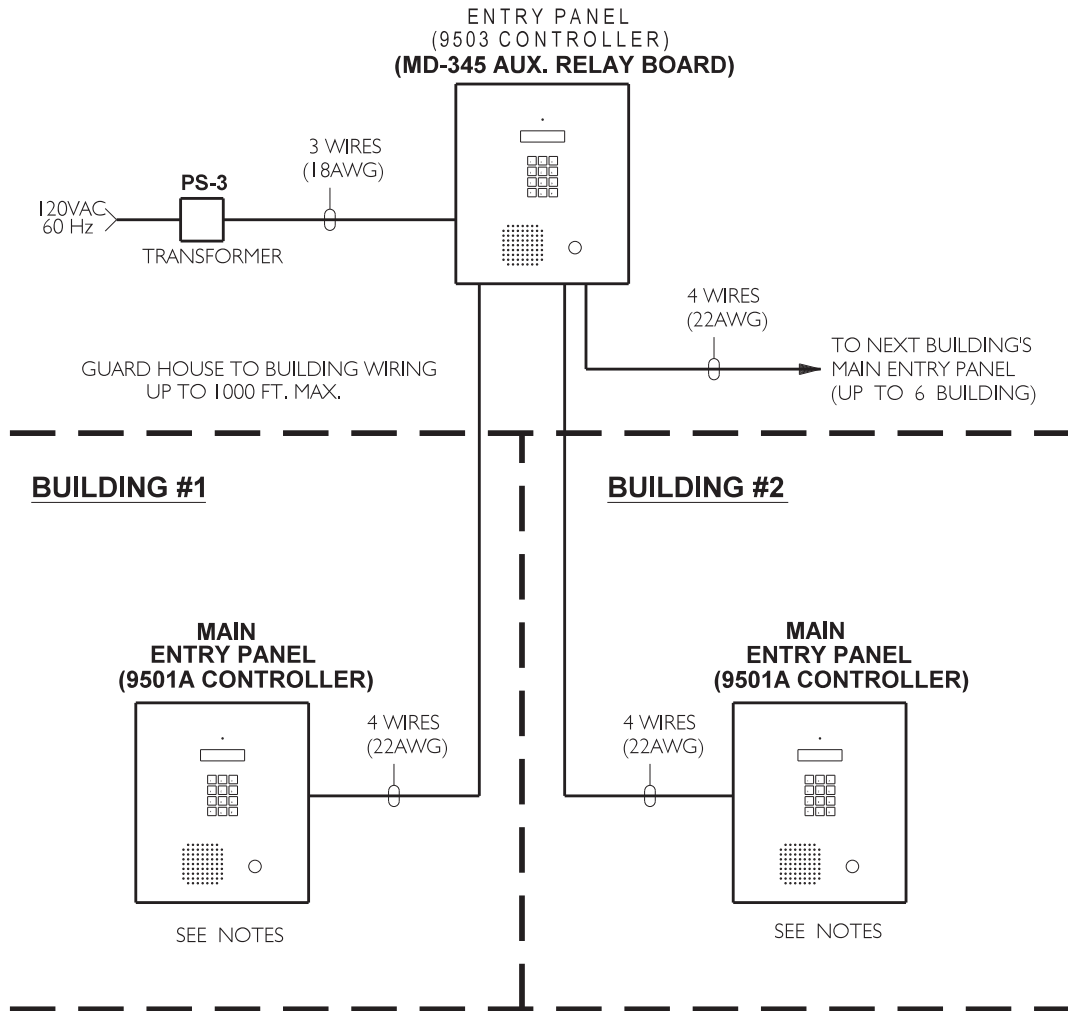 ENTRY PANEL
(9503 CONTROLLER)
(MD-345 AUX. RELAY BOARD)
3 WIRES
(18AWG)
PS-3
120VAC
60 Hz
TRANSFORMER
4 WIRES
(22AWG)
GUARD HOUSE TO BUILDING WIRING
UP TO 1000 FT. MAX.
TO NEXT BUILDING'S
MAIN ENTRY PANEL
(UP TO 6 BUILDING)
BUILDING #1
BUILDING #2
MAIN
ENTRY PANEL
(9501A CONTROLLER)
4 WIRES
(22AWG)
SEE NOTES
MAIN
ENTRY PANEL
(9501A CONTROLLER)
4 WIRES
(22AWG)
SEE NOTES